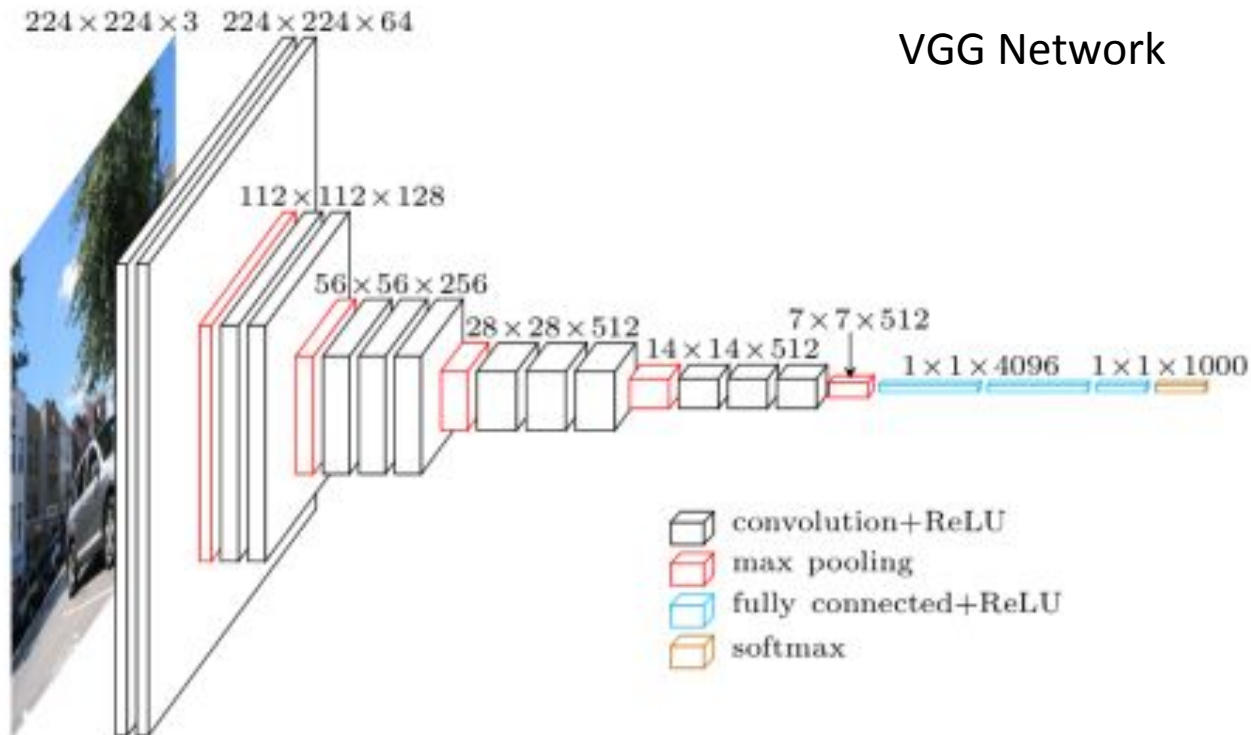 224×224×3
224×224×64
VGG Network
112×112×128
56×56×256
28×28×512
14×14×512
7×7×512
1×1×4096
1×1×1000
convolution+ReLU
max pooling
fully connected+ReLU
softmax